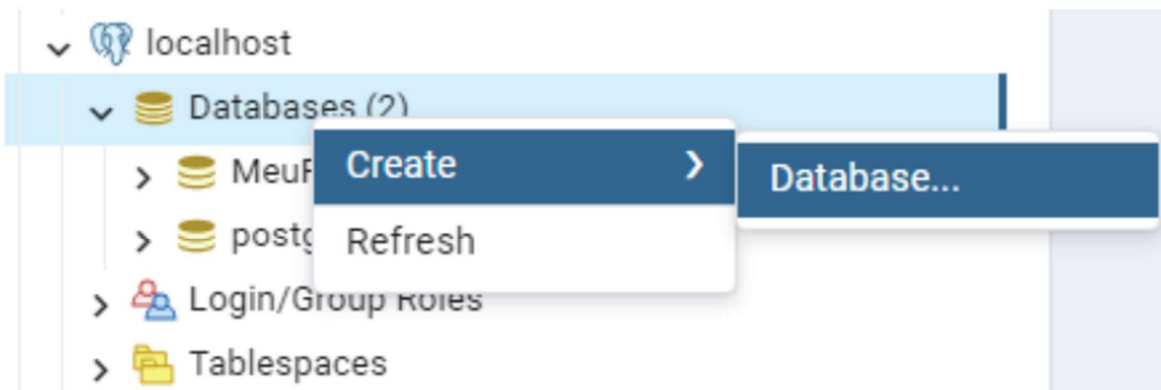 localhost
Databases (2)
Create
Database...
Refresh
Login/Group Roles
Tablespaces